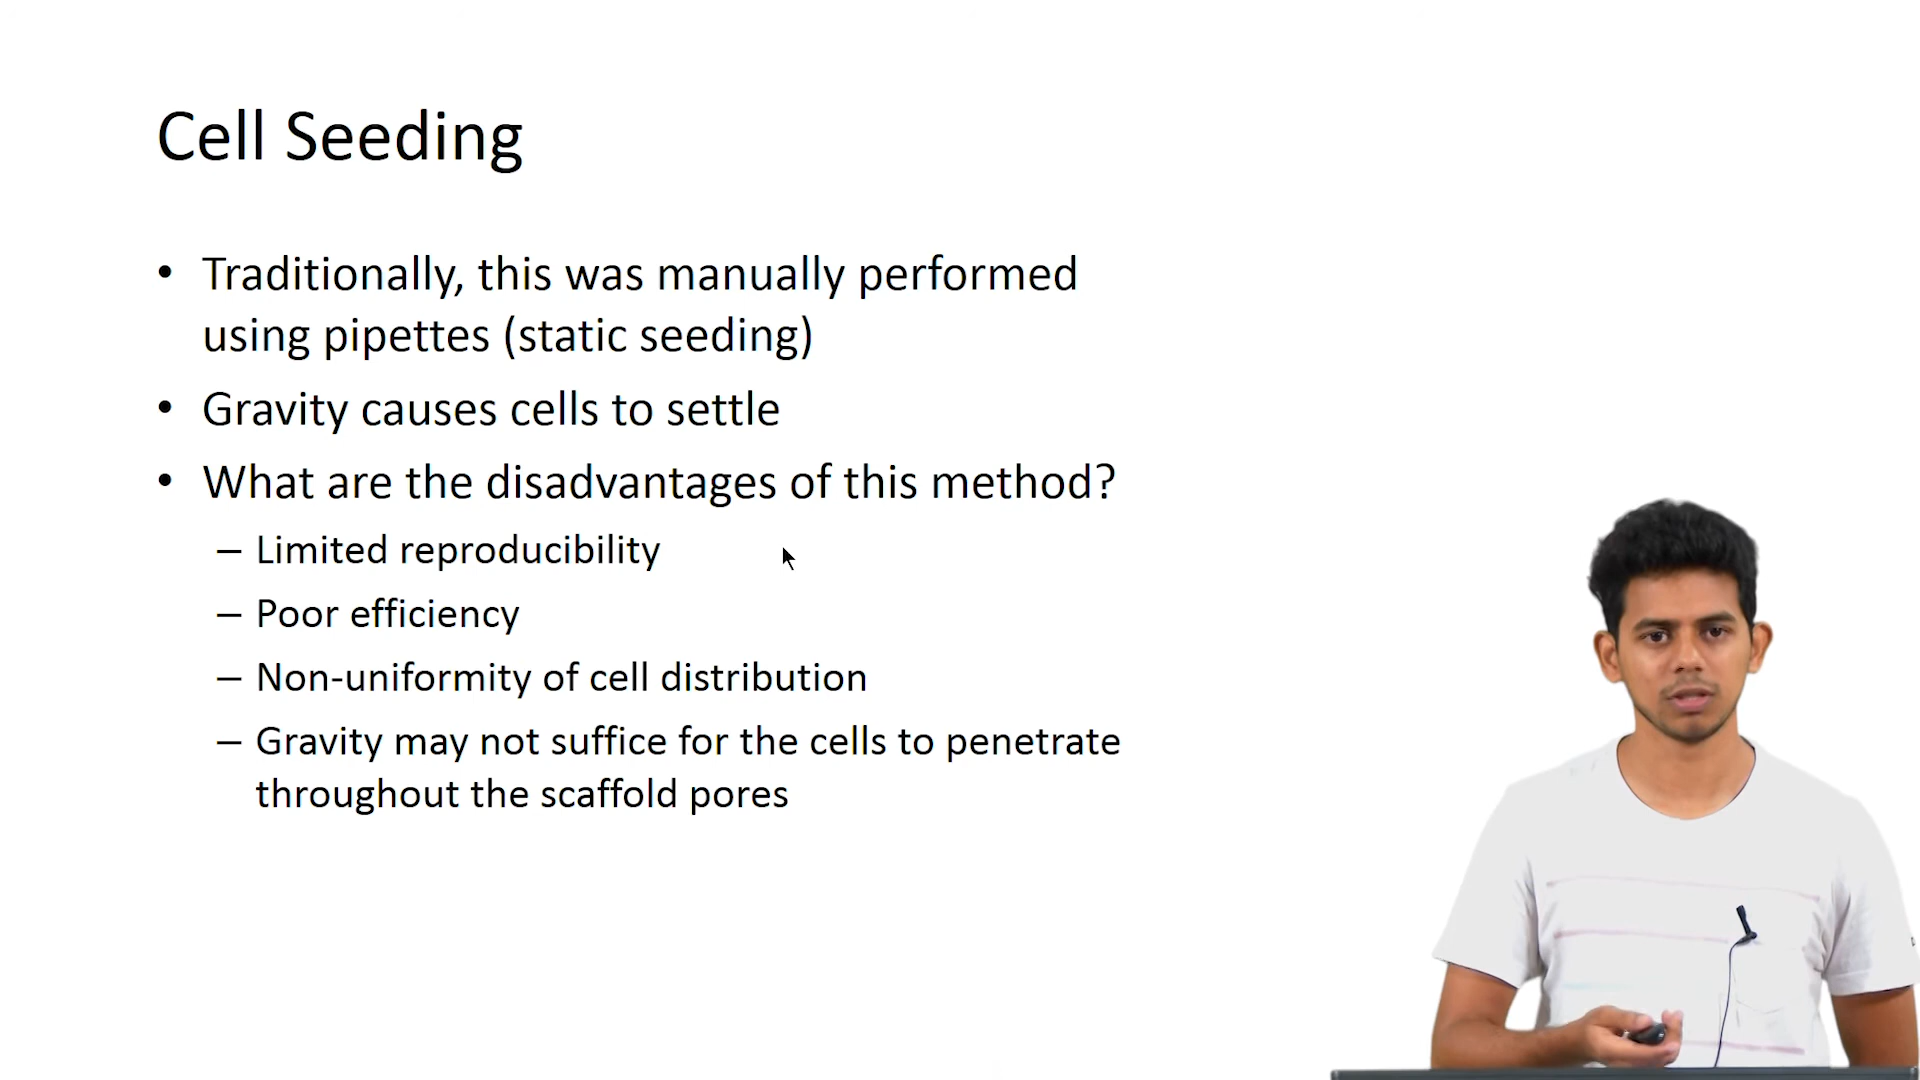 Cell Seeding
• Traditionally, this was manually performed
using pipettes (static seeding)
• Gravity causes cells to settle
• What are the disadvantages of this method?
– Limited reproducibility
– Poor efficiency
– Non-uniformity of cell distribution
– Gravity may not suffice for the cells to penetrate
throughout the scaffold pores